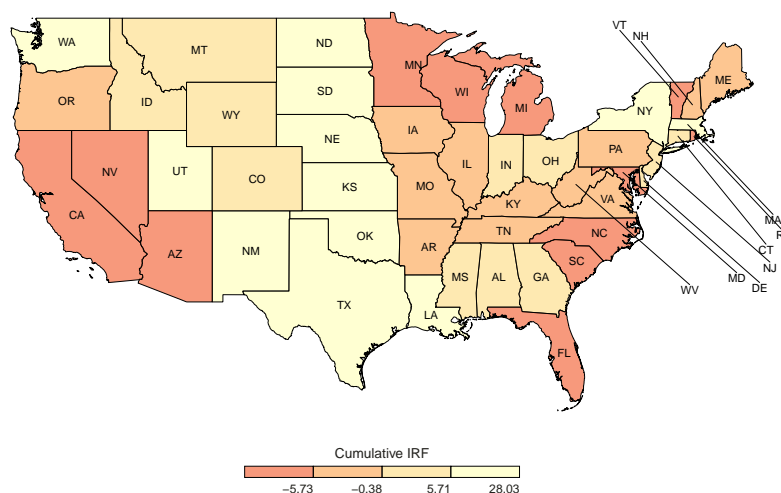 VT
NH
WA
MT
ND
MN
ME
OR
ID
SD
WI
MI
NY
WY
IA
NE
PA
NV
UT
CO
IL
IN
OH
CA
KS
MO
KY
VA
MA
R
AZ
NM
OK
AR
TN
NC
CT
SC
NJ
MD
DE
WV
MS
AL
GA
TX
LA
FL
Cumulative IRF
−5.73 −0.38 5.71 28.03